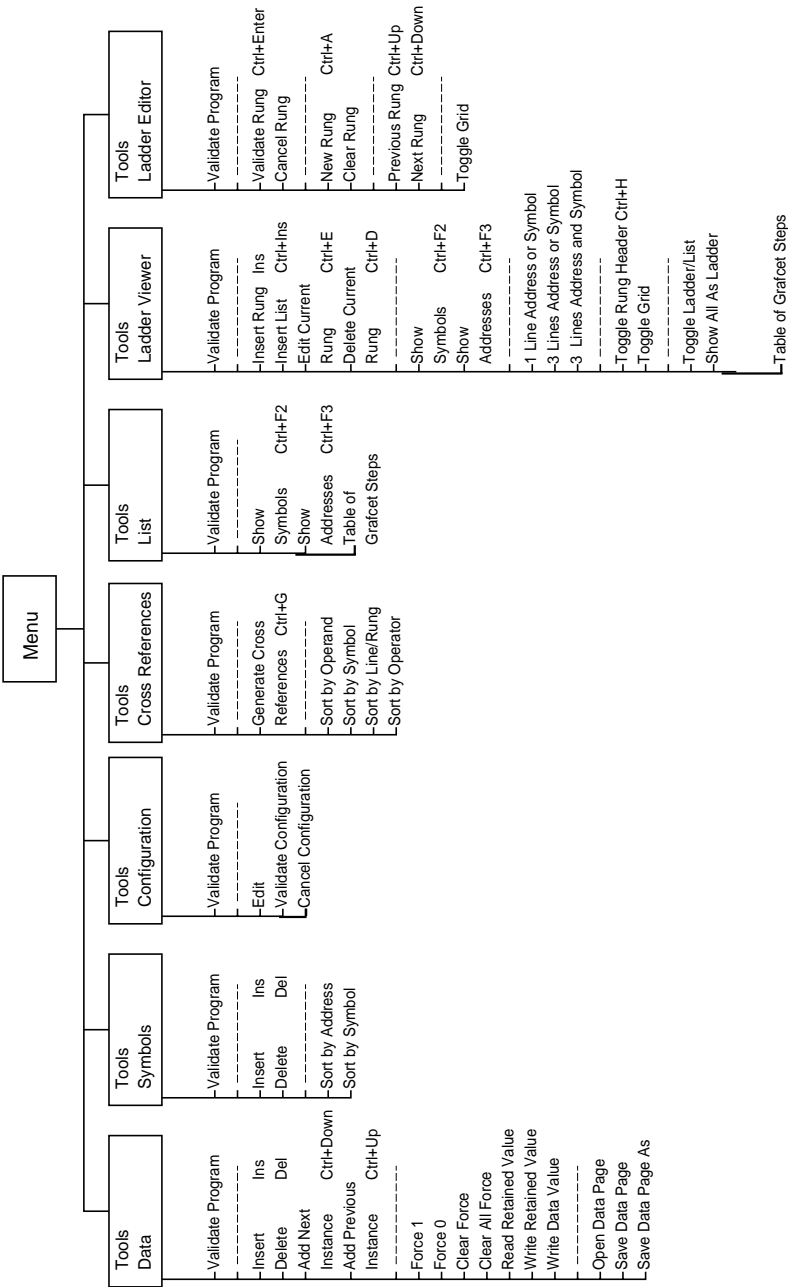 Menu
Tools
Data
Validate Program
Insert Ins
Delete Del
Add Next
Instance Ctrl+Down
Add Previous
Instance Ctrl+Up
Force 1
Force 0
Clear Force
Clear All Force
Read Retained Value
Write Retained Value
Write Data Value
Open Data Page
Save Data Page
Save Data Page As
Tools
Symbols
Validate Program
Insert Ins
Delete Del
Sort by Address
Sort by Symbol
Tools
Configuration
Validate Program
Edit
Validate Configuration
Cancel Configuration
Tools
Cross References
Validate Program
Generate Cross
References Ctrl+G
Sort by Operand
Sort by Symbol
Sort by Line/Rung
Sort by Operator
Tools
List
Validate Program
Show
Symbols Ctrl+F2
Show
Addresses Ctrl+F3
Table of
Grafcet Steps
Tools
Ladder Viewer
Validate Program
Insert Rung Ins
Insert List Ctrl+Ins
Edit Current
Rung Ctrl+E
Delete Current
Rung Ctrl+D
Show
Symbols Ctrl+F2
Show
Addresses Ctrl+F3
1 Line Address or Symbol
3 Lines Address or Symbol
3 Lines Address and Symbol
Toggle Rung Header Ctrl+H
Toggle Grid
Toggle Ladder/List
Show All As Ladder
Table of Grafcet Steps
Tools
Ladder Editor
Validate Program
Validate Rung Ctrl+Enter
Cancel Rung
New Rung Ctrl+A
Clear Rung
Previous Rung Ctrl+Up
Next Rung Ctrl+Down
Toggle Grid